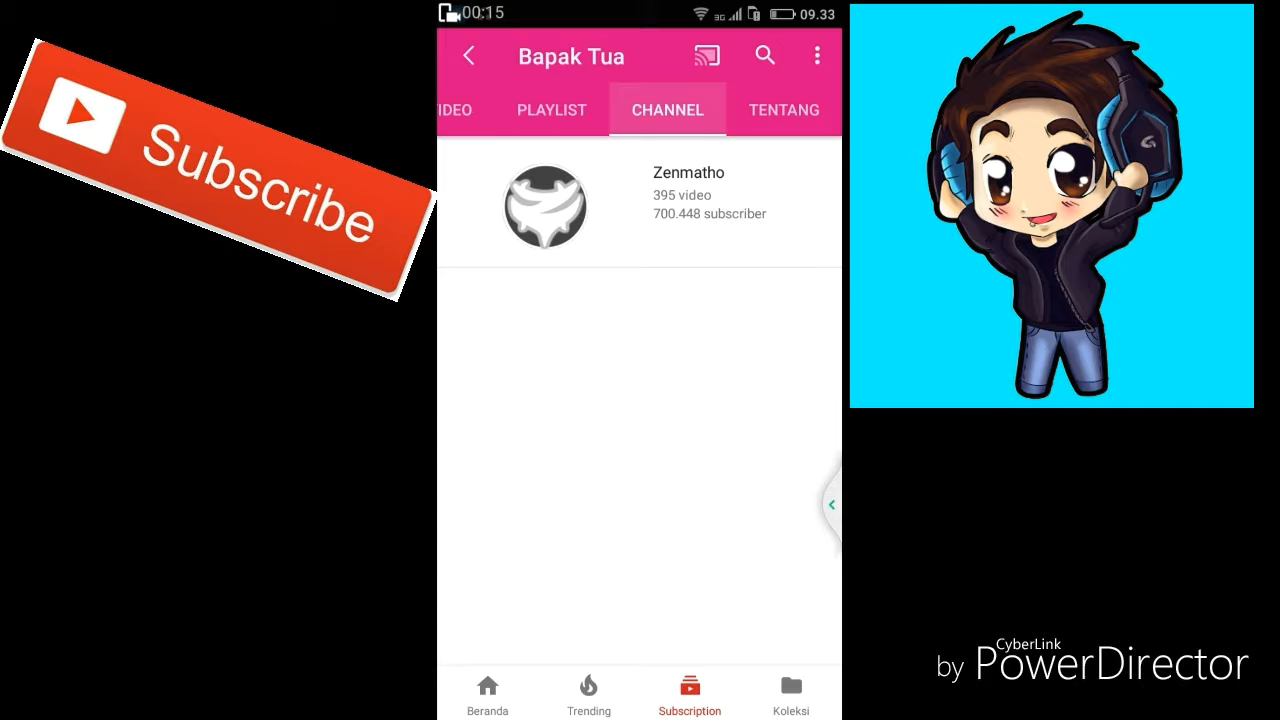 Subscribe
00:15
3G
09.33
Bapak Tua
IDEO
PLAYLIST
CHANNEL
TENTANG
Zenmatho
395 video
700.448 subscriber
Beranda
Trending
Subscription
Koleksi
CyberLink
by PowerDirector